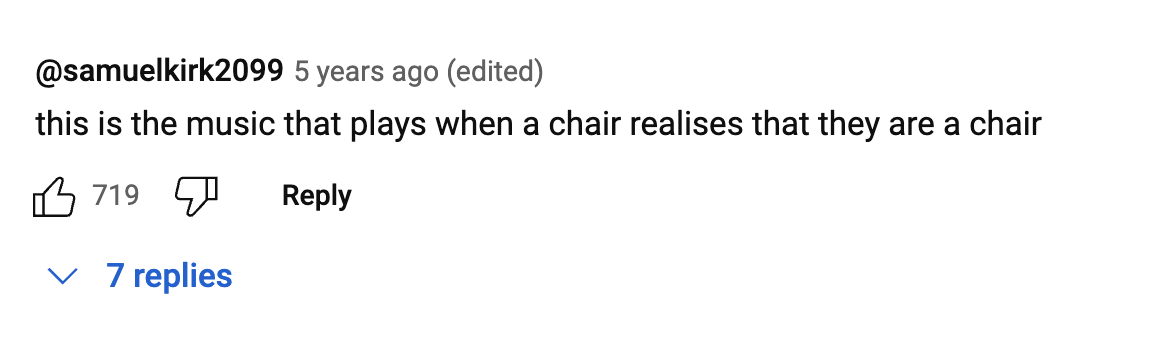 @samuelkirk2099 5 years ago (edited)
this is the music that plays when a chair realises that they are a chair
719 Reply
7 replies